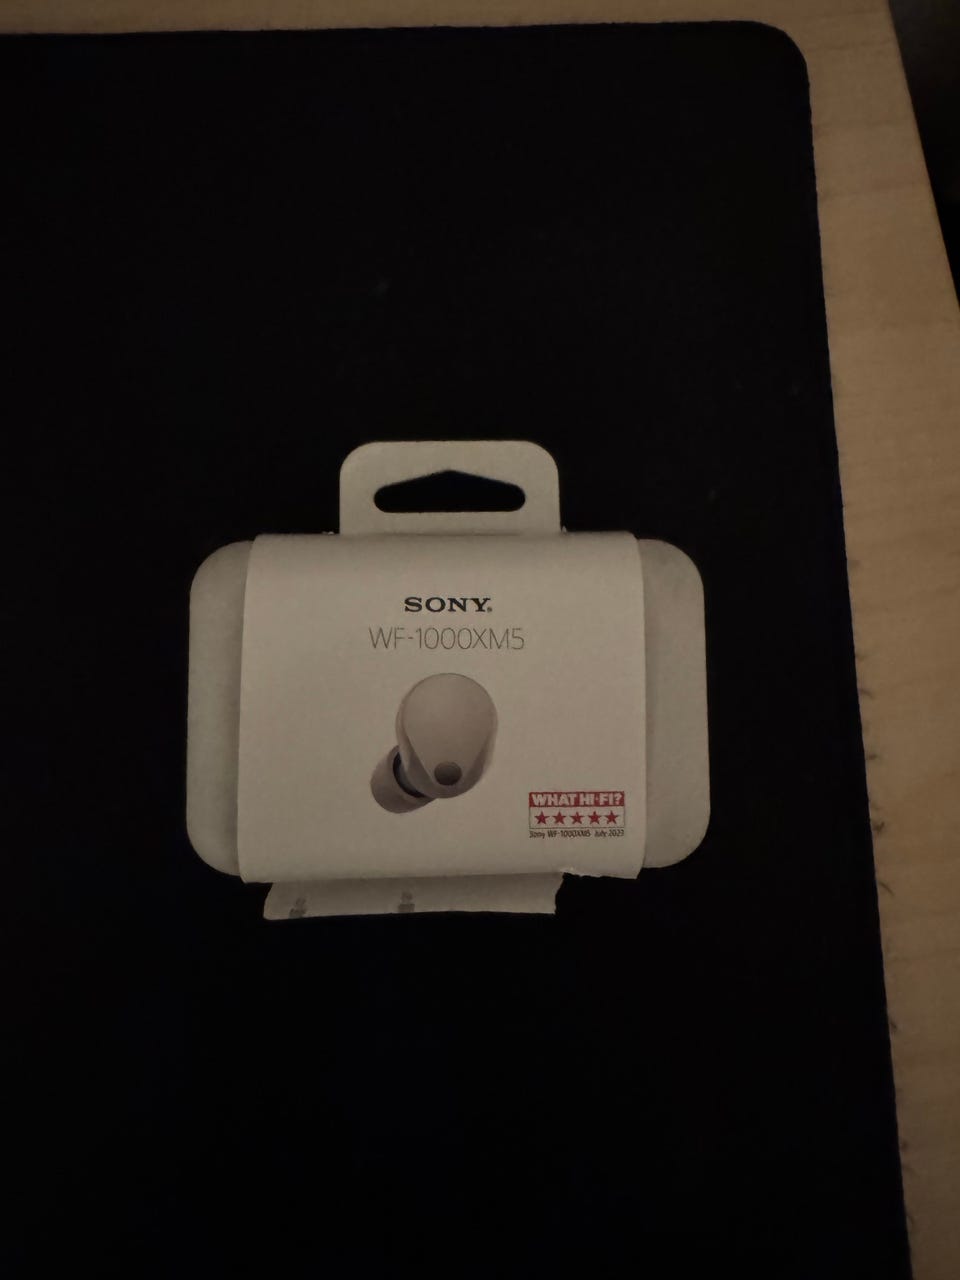 SONY®
WF-1000XM5
WHAT HI-FI?
Sony WF-1000XM5 July 2023